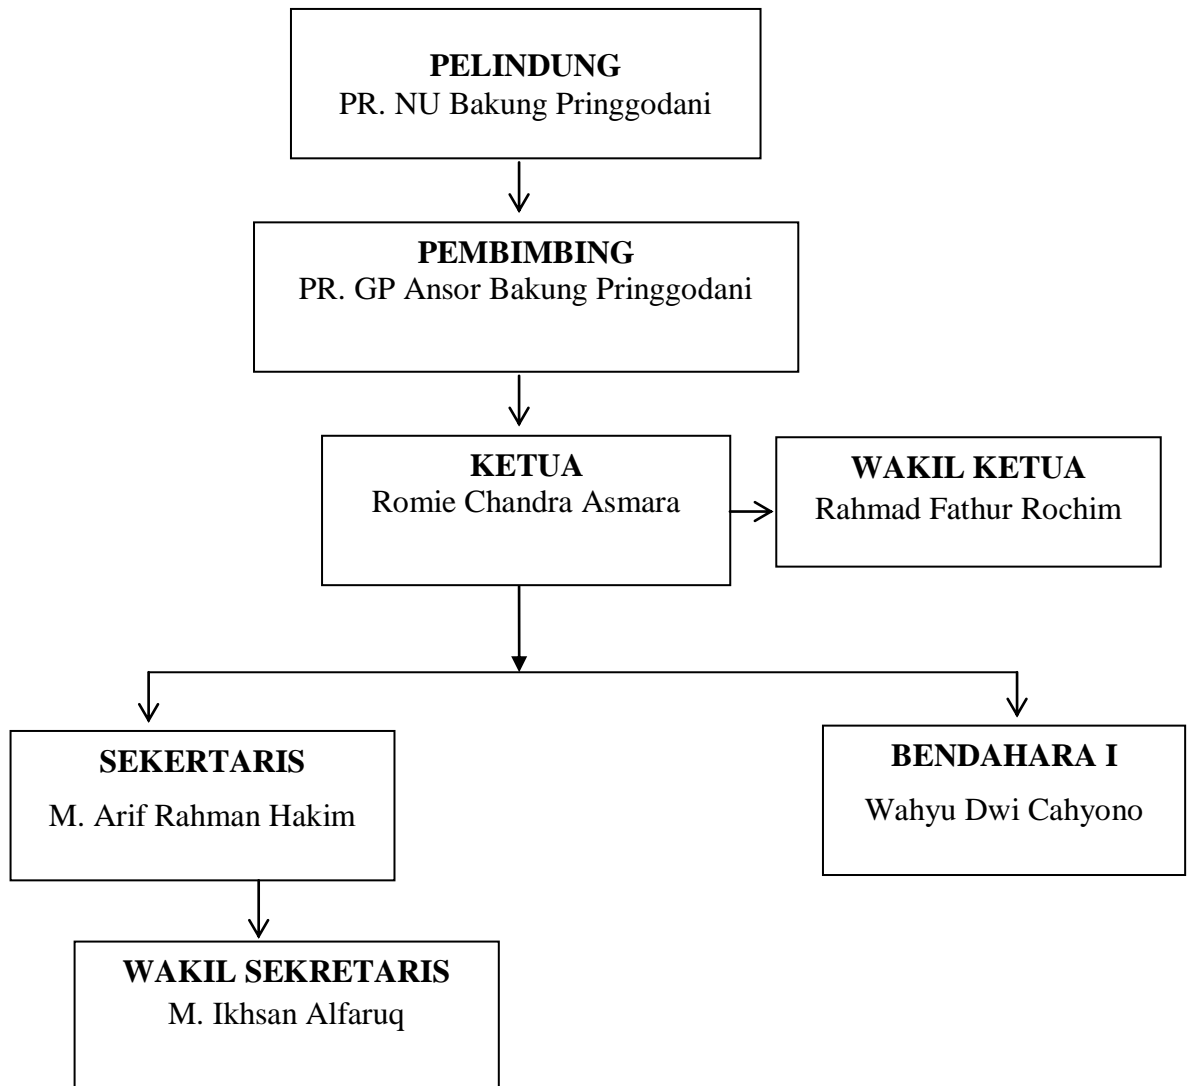 PELINDUNG
PR. NU Bakung Pringgodani
PEMBIMBING
PR. GP Ansor Bakung Pringgodani
KETUA
Romie Chandra Asmara
WAKIL KETUA
Rahmad Fathur Rochim
SEKERTARIS
M. Arif Rahman Hakim
BENDAHARA I
Wahyu Dwi Cahyono
WAKIL SEKRETARIS
M. Ikhsan Alfaruq